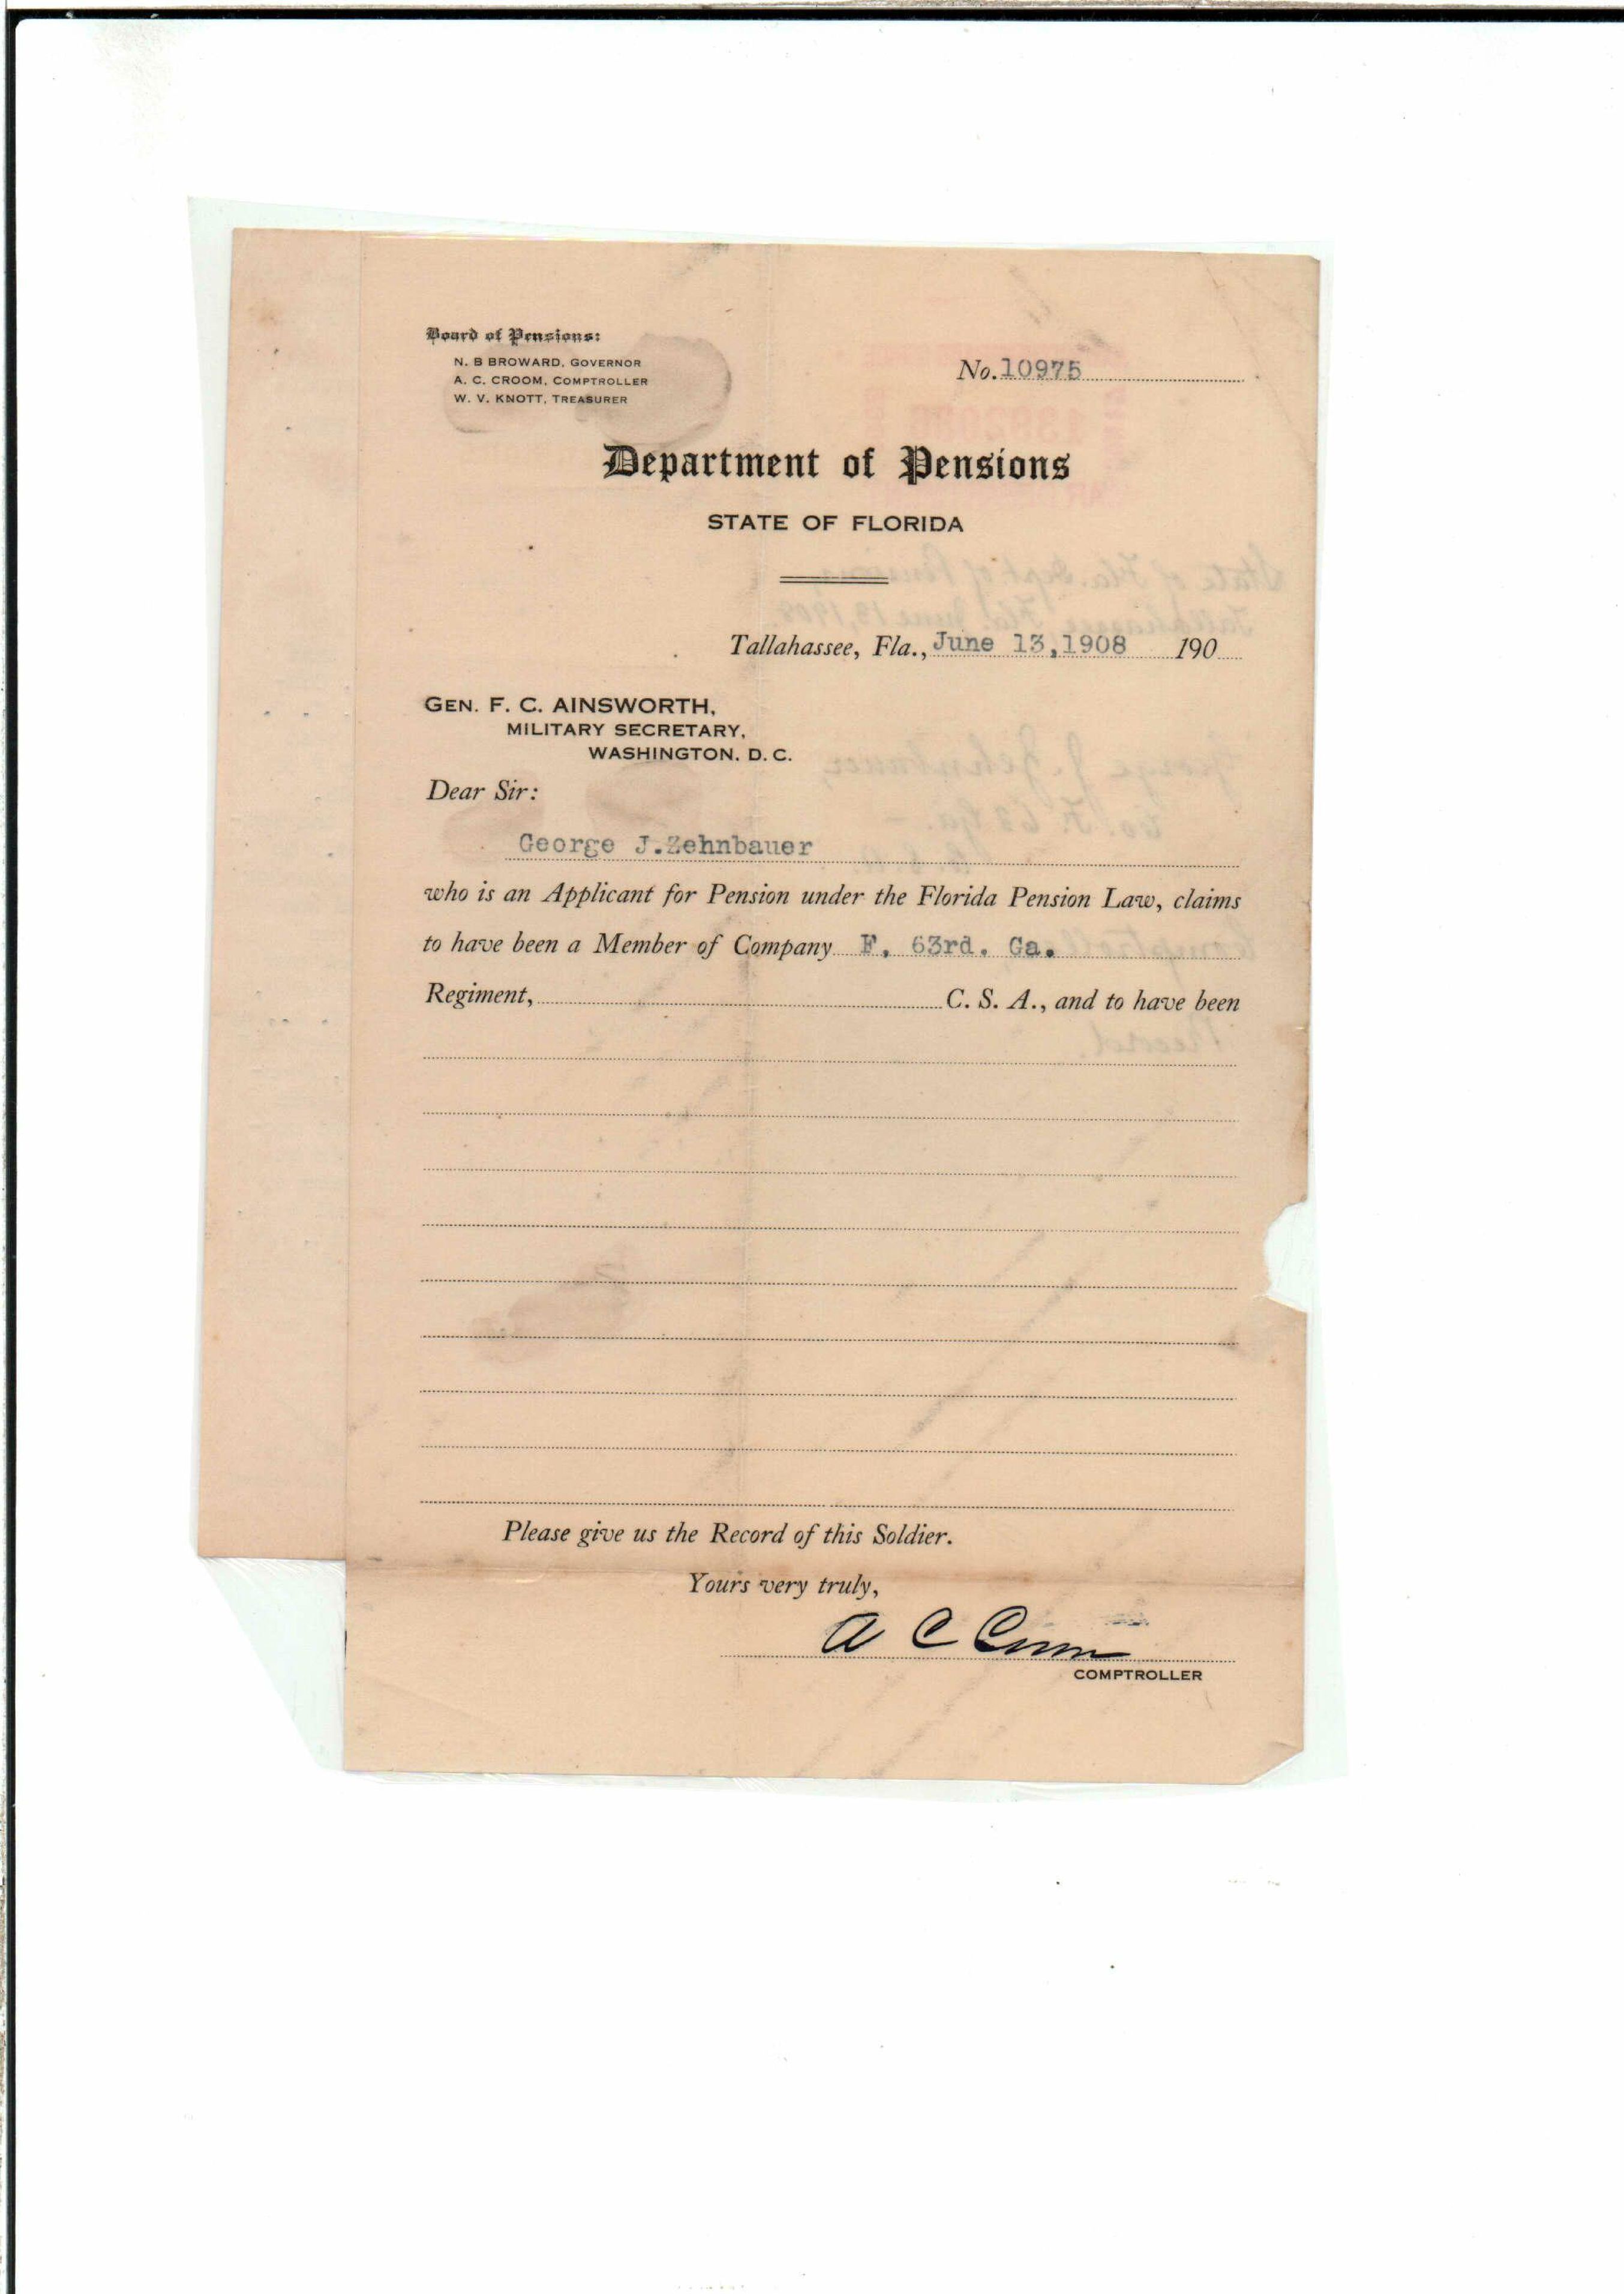 Board of Pensions:
N. B BROWARD, GOVERNOR
A. C. CROOM, COMPTROLLER
W. V. KNOTT, TREASURER
No. 10975
Department of Pensions
STATE OF FLORIDA
Tallahassee, Fla., June 13, 1908 190
GEN. F. C. AINSWORTH,
MILITARY SECRETARY,
WASHINGTON, D. C.
Dear Sir:
George J. Zehnbauer
who is an Applicant for Pension under the Florida Pension Law, claims
to have been a Member of Company F, 63rd. Ga.
Regiment, C. S. A., and to have been
Please give us the Record of this Soldier.
Yours very truly,
A C Croom
COMPTROLLER